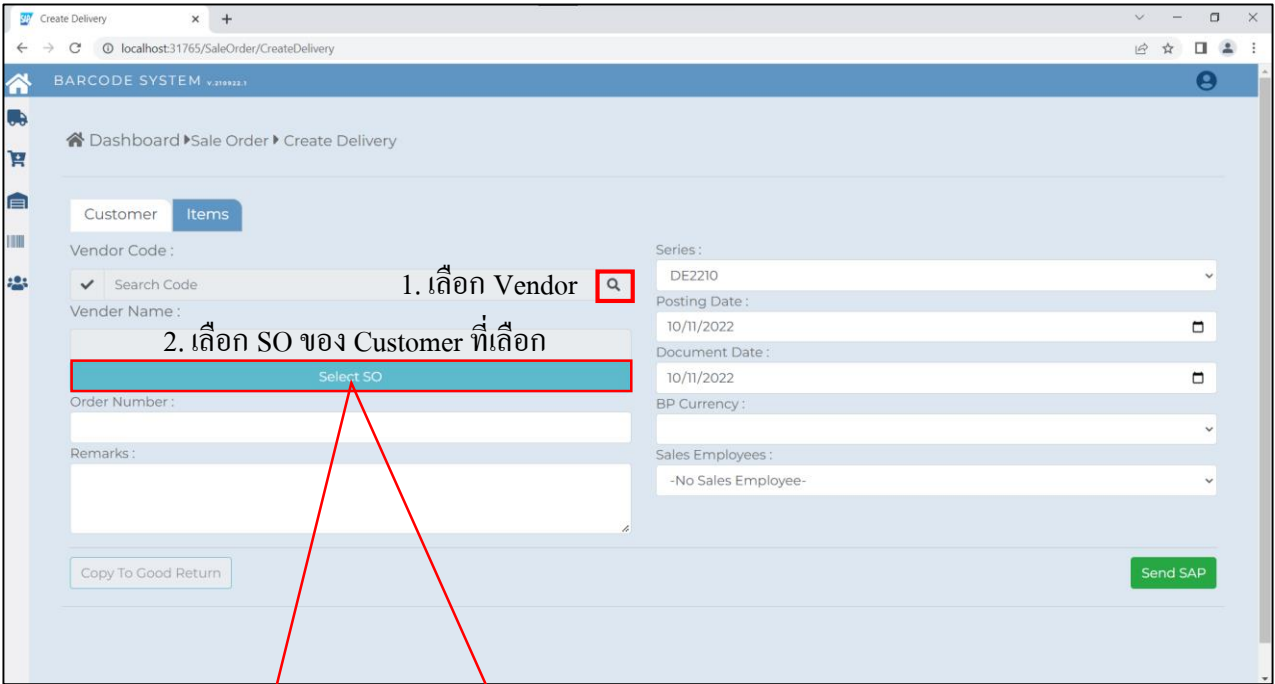 Create Delivery
localhost:31765/SaleOrder/CreateDelivery
BARCODE SYSTEM V.210922.1
Dashboard Sale Order Create Delivery
Customer Items
Vendor Code :
Search Code
1. เลือก Vendor
Vender Name :
2. เลือก SO ของ Customer ที่เลือก
Select SO
Order Number :
Remarks :
Series :
DE2210
Posting Date :
10/11/2022
Document Date :
10/11/2022
BP Currency :
Sales Employees :
-No Sales Employee-
Copy To Good Return
Send SAP